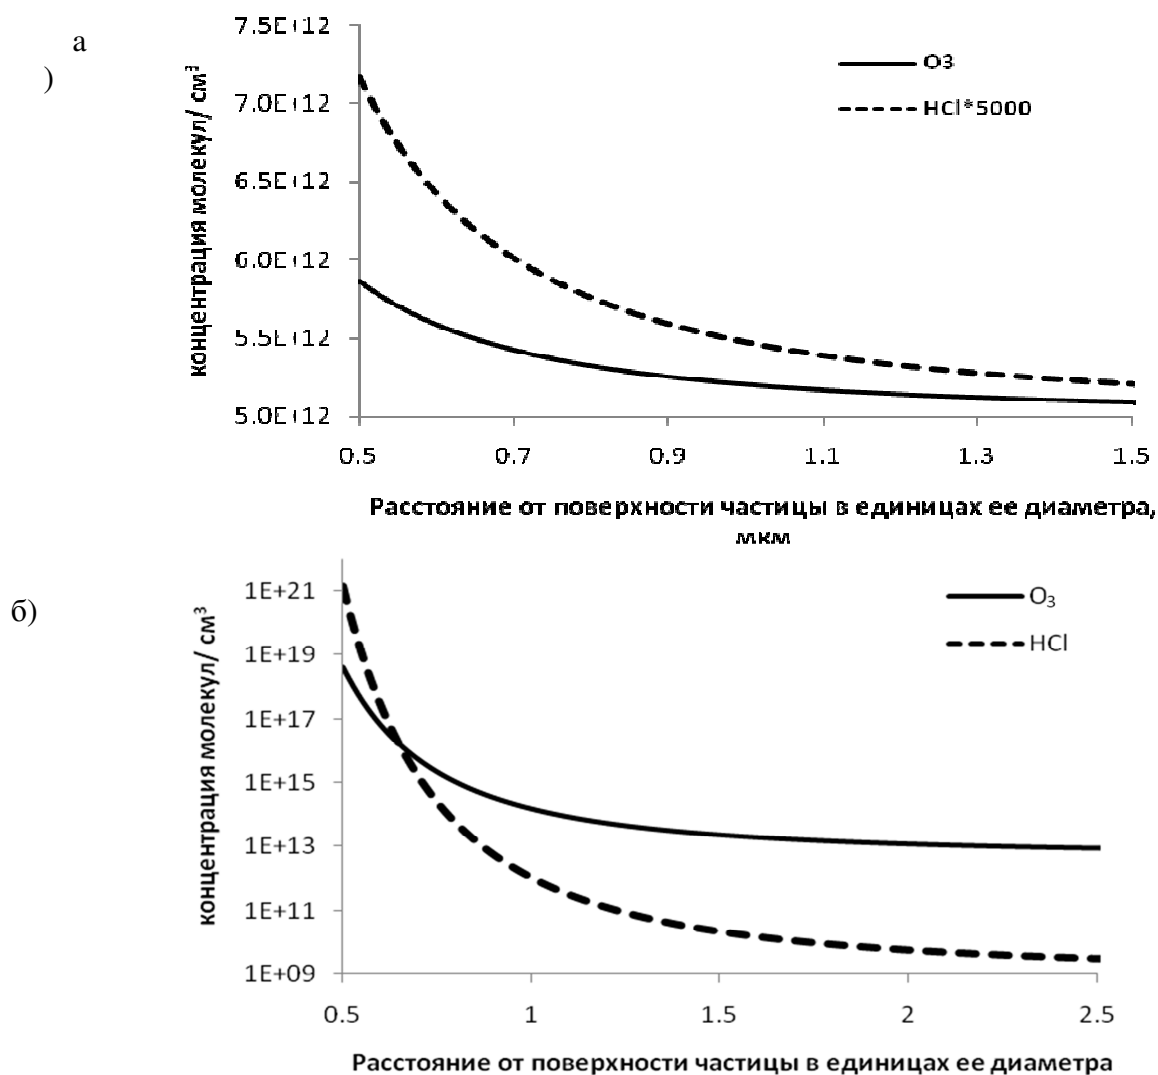 а
)
7.5E+12
7.0E+12
6.5E+12
6.0E+12
5.5E+12
5.0E+12
концентрация молекул/ см³
O3
HCl*5000
0.5 0.7 0.9 1.1 1.3 1.5
Расстояние от поверхности частицы в единицах ее диаметра,
мкм
б)
1E+21
1E+19
1E+17
1E+15
1E+13
1E+11
1E+09
концентрация молекул/ см³
O₃
HCl
0.5 1 1.5 2 2.5
Расстояние от поверхности частицы в единицах ее диаметра